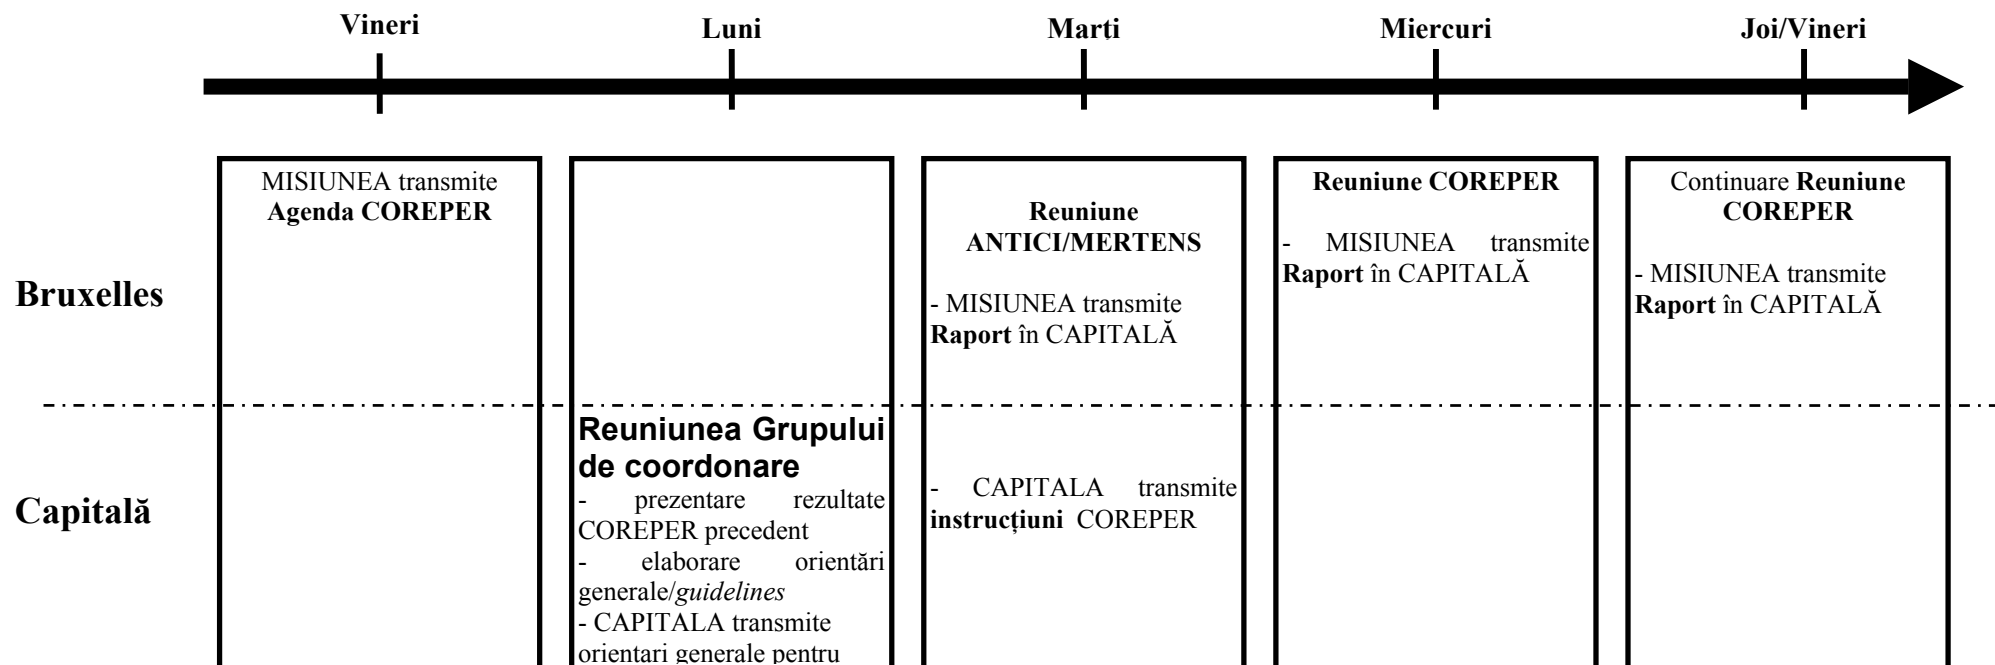 Vineri
Luni
Marți
Miercuri
Joi/Vineri
Bruxelles
MISIUNEA transmite
Agenda COREPER
Reuniune
ANTICI/MERTENS
- MISIUNEA transmite
Raport în CAPITALĂ
Reuniune COREPER
- MISIUNEA transmite
Raport în CAPITALĂ
Continuare Reuniune
COREPER
- MISIUNEA transmite
Raport în CAPITALĂ
Capitală
Reuniunea Grupului
de coordonare
- prezentare rezultate
COREPER precedent
- elaborare orientări
generale/guidelines
- CAPITALA transmite
orientari generale pentru
- CAPITALA transmite
instrucțiuni COREPER